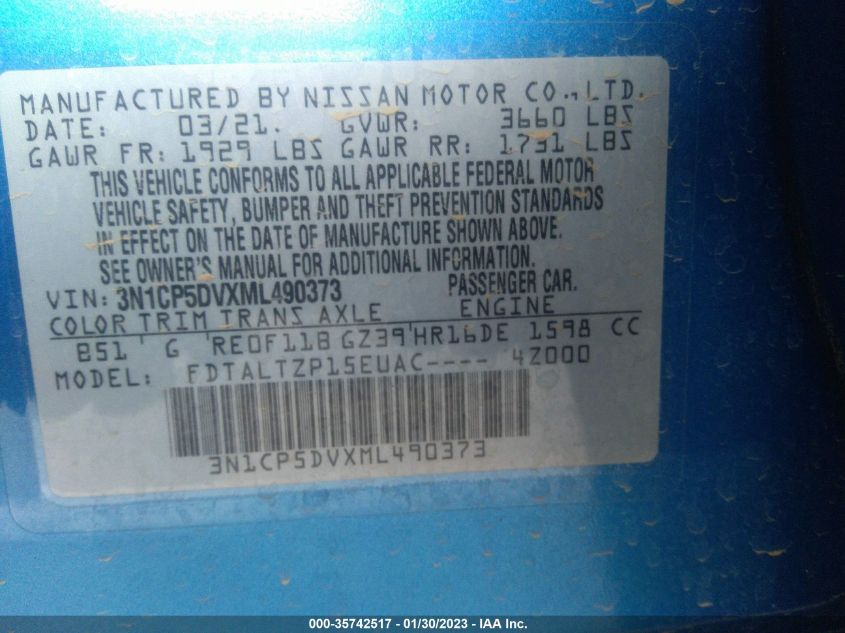 MANUFACTURED BY NISSAN MOTOR CO., LTD.
DATE: 03/21. GVWR: 3660 LBS
GAWR FR: 1929 LBS GAWR RR: 1731 LBS
THIS VEHICLE CONFORMS TO ALL APPLICABLE FEDERAL MOTOR
VEHICLE SAFETY, BUMPER AND THEFT PREVENTION STANDARDS
IN EFFECT ON THE DATE OF MANUFACTURE SHOWN ABOVE.
SEE OWNER'S MANUAL FOR ADDITIONAL INFORMATION.
VIN: 3N1CP5DVXML490373 PASSENGER CAR.
COLOR TRIM TRANS AXLE ENGINE
B51 ' G 'RE0F11B GZ39'HR16DE 1598 CC
MODEL: FDTALTZP15EUAC---- 4Z000
3N1CP5DVXML490373
000-35742517 - 01/30/2023 - IAA Inc.